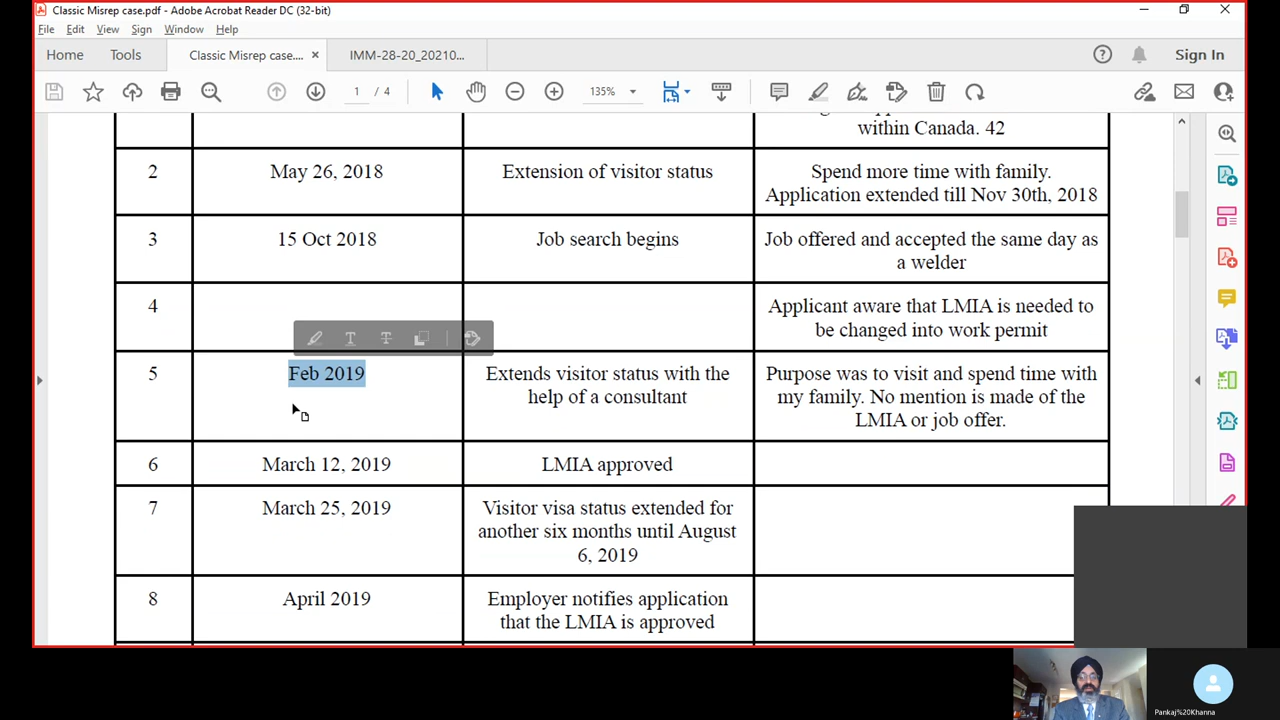 Classic Misrep case.pdf - Adobe Acrobat Reader DC (32-bit)
File Edit View Sign Window Help
Home Tools Classic Misrep case.... × IMM-28-20_20210... Sign In
1 / 4 135%
within Canada. 42
2 May 26, 2018 Extension of visitor status Spend more time with family.
Application extended till Nov 30th, 2018
3 15 Oct 2018 Job search begins Job offered and accepted the same day as
a welder
4 Applicant aware that LMIA is needed to
be changed into work permit
5 Feb 2019 Extends visitor status with the Purpose was to visit and spend time with
help of a consultant my family. No mention is made of the
LMIA or job offer.
6 March 12, 2019 LMIA approved
7 March 25, 2019 Visitor visa status extended for
another six months until August
6, 2019
8 April 2019 Employer notifies application
that the LMIA is approved
Pankaj%20Khanna